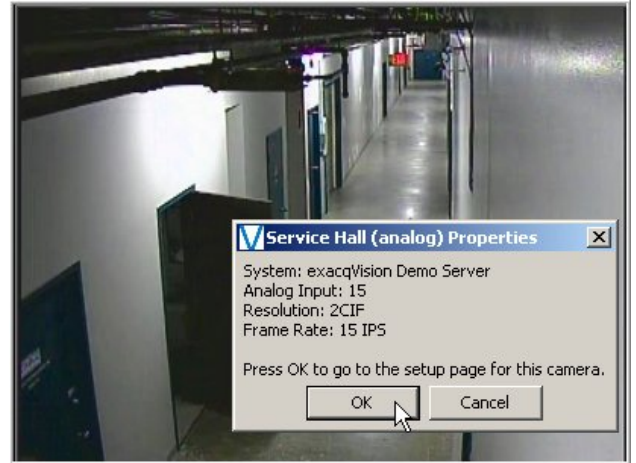 Service Hall (analog) Properties
System: exacqVision Demo Server
Analog Input: 15
Resolution: 2CIF
Frame Rate: 15 IPS
Press OK to go to the setup page for this camera.
OK
Cancel